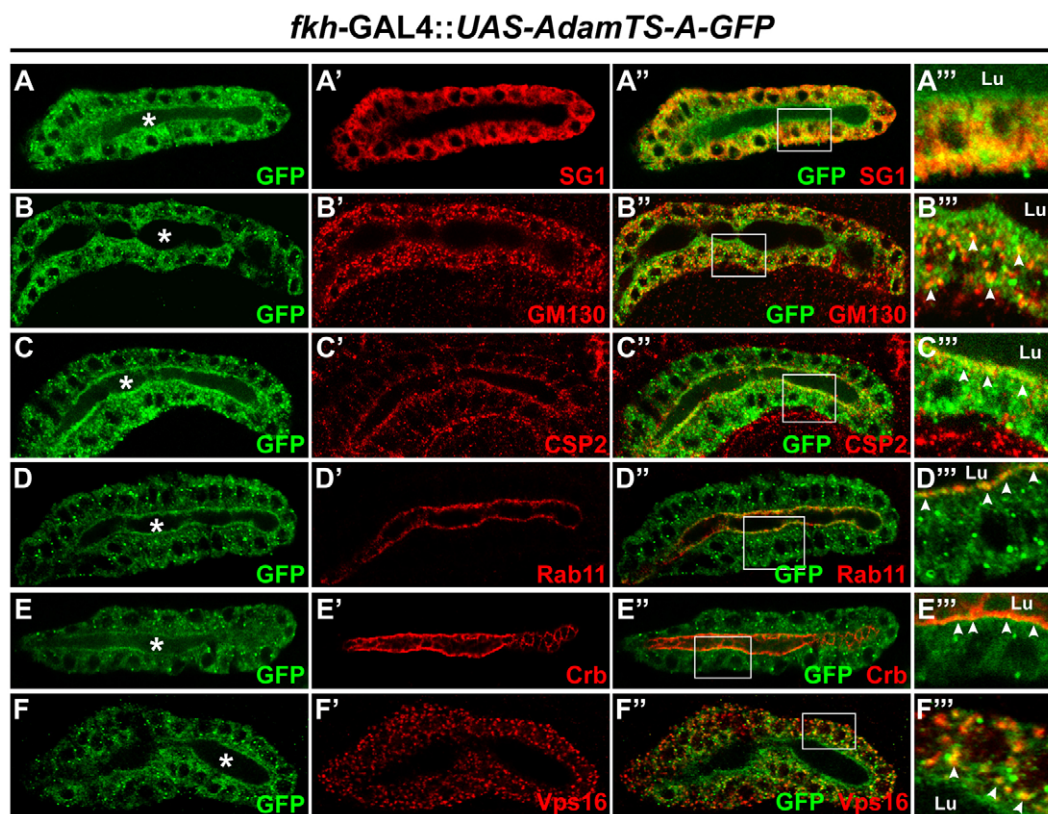 fkh-GAL4::UAS-AdamTS-A-GFP
A GFP
A' SG1
A'' GFP SG1
A''' Lu
B GFP
B' GM130
B'' GFP GM130
B''' Lu
C GFP
C' CSP2
C'' GFP CSP2
C''' Lu
D GFP
D' Rab11
D'' GFP Rab11
D''' Lu
E GFP
E' Crb
E'' GFP Crb
E''' Lu
F GFP
F' Vps16
F'' GFP Vps16
F''' Lu